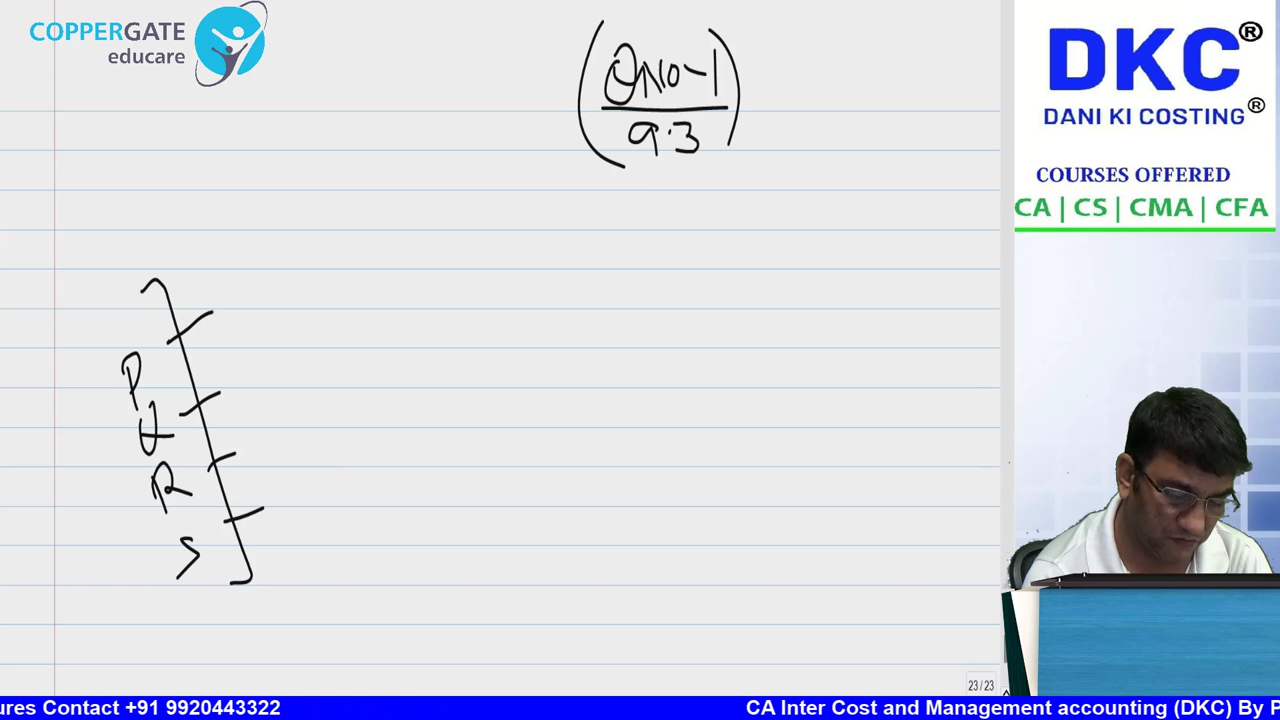 COPPERGATE
educare
DKC®
DANI KI COSTING®
COURSES OFFERED
CA | CS | CMA | CFA
9.3
P
Q
R
S
23/23
ures Contact +91 9920443322
CA Inter Cost and Management accounting (DKC) By P